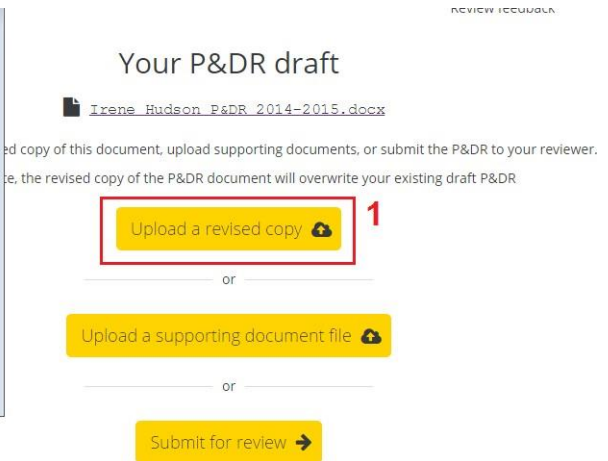 Review feedback
Your P&DR draft
Irene Hudson P&DR 2014-2015.docx
copy of this document, upload supporting documents, or submit the P&DR to your reviewer.
the revised copy of the P&DR document will overwrite your existing draft P&DR
Upload a revised copy
1
or
Upload a supporting document file
or
Submit for review